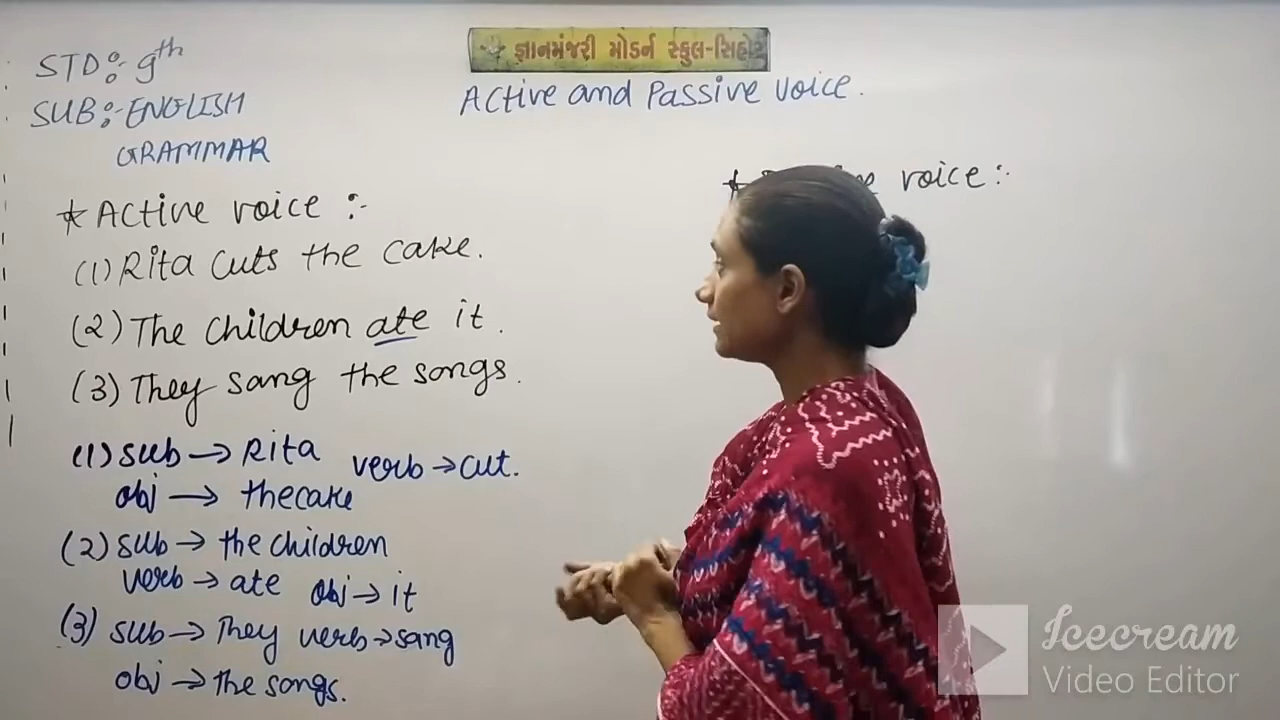 જ્ઞાનમંજરી મોડર્ન સ્કુલ-સિહોર
STD:- 9th
SUB:-ENGLISH
GRAMMAR
Active and Passive voice.
* Active voice :-
(1) Rita cuts the cake.
(2) The children ate it.
(3) They sang the songs.
(1) sub → Rita verb → cut.
obj → the cake
(2) sub → the children
verb → ate obj → it
(3) sub → They verb → sang
obj → the songs.
* voice :-
Icecream
Video Editor